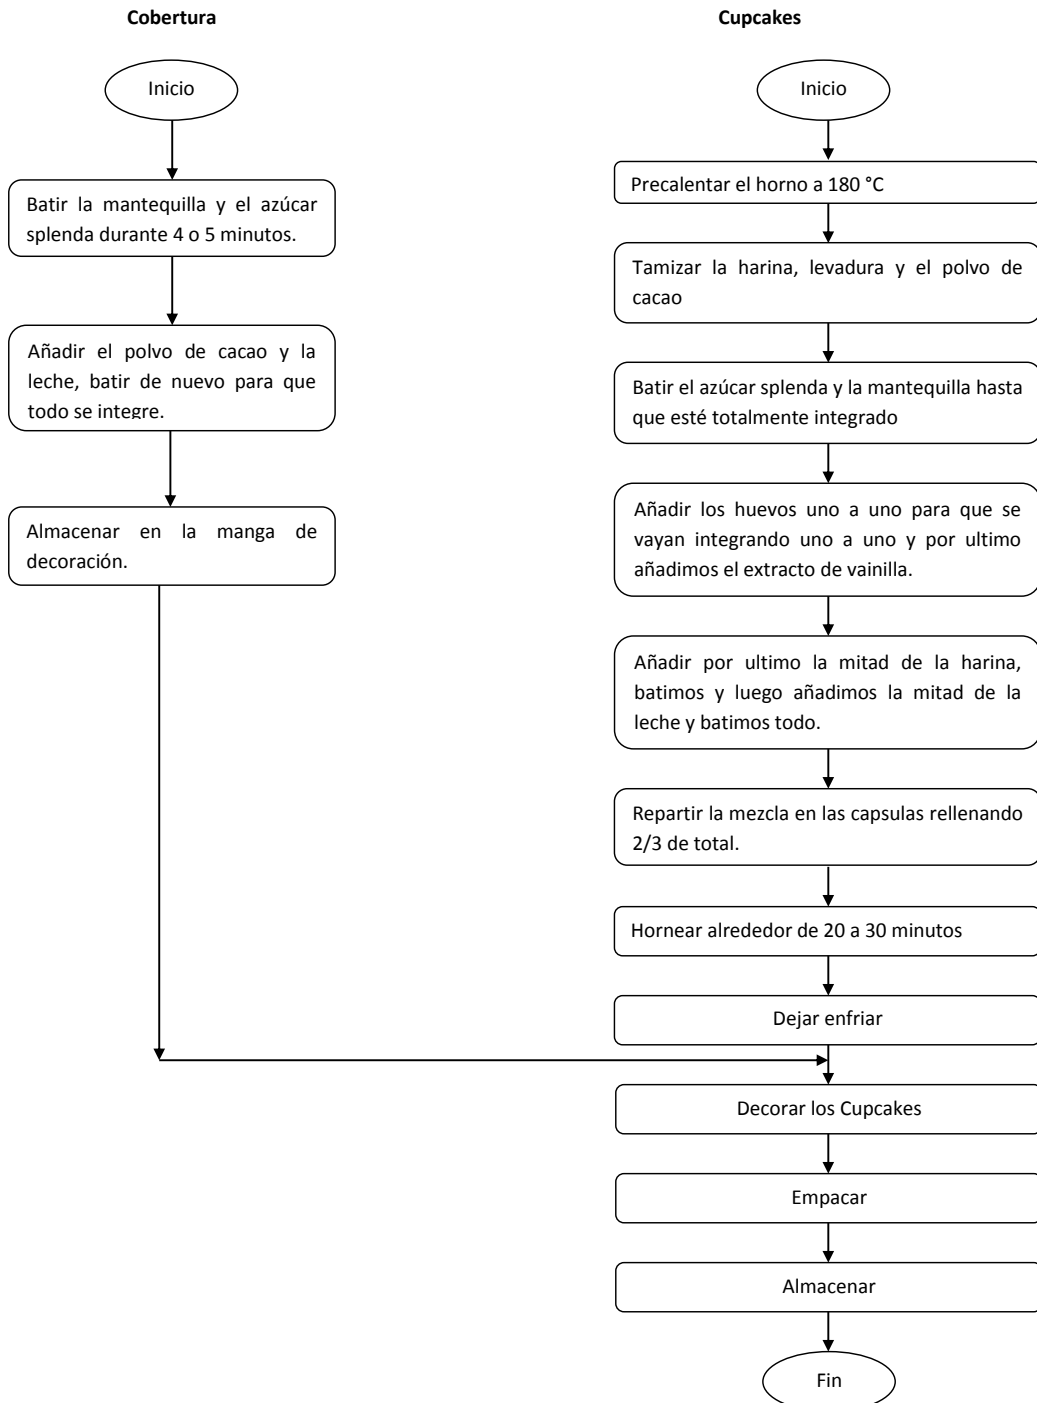 Cobertura
Inicio
Batir la mantequilla y el azúcar
splenda durante 4 o 5 minutos.
Añadir el polvo de cacao y la
leche, batir de nuevo para que
todo se integre.
Almacenar en la manga de
decoración.
Cupcakes
Inicio
Precalentar el horno a 180 °C
Tamizar la harina, levadura y el polvo de
cacao
Batir el azúcar splenda y la mantequilla hasta
que esté totalmente integrado
Añadir los huevos uno a uno para que se
vayan integrando uno a uno y por ultimo
añadimos el extracto de vainilla.
Añadir por ultimo la mitad de la harina,
batimos y luego añadimos la mitad de la
leche y batimos todo.
Repartir la mezcla en las capsulas rellenando
2/3 de total.
Hornear alrededor de 20 a 30 minutos
Dejar enfriar
Decorar los Cupcakes
Empacar
Almacenar
Fin